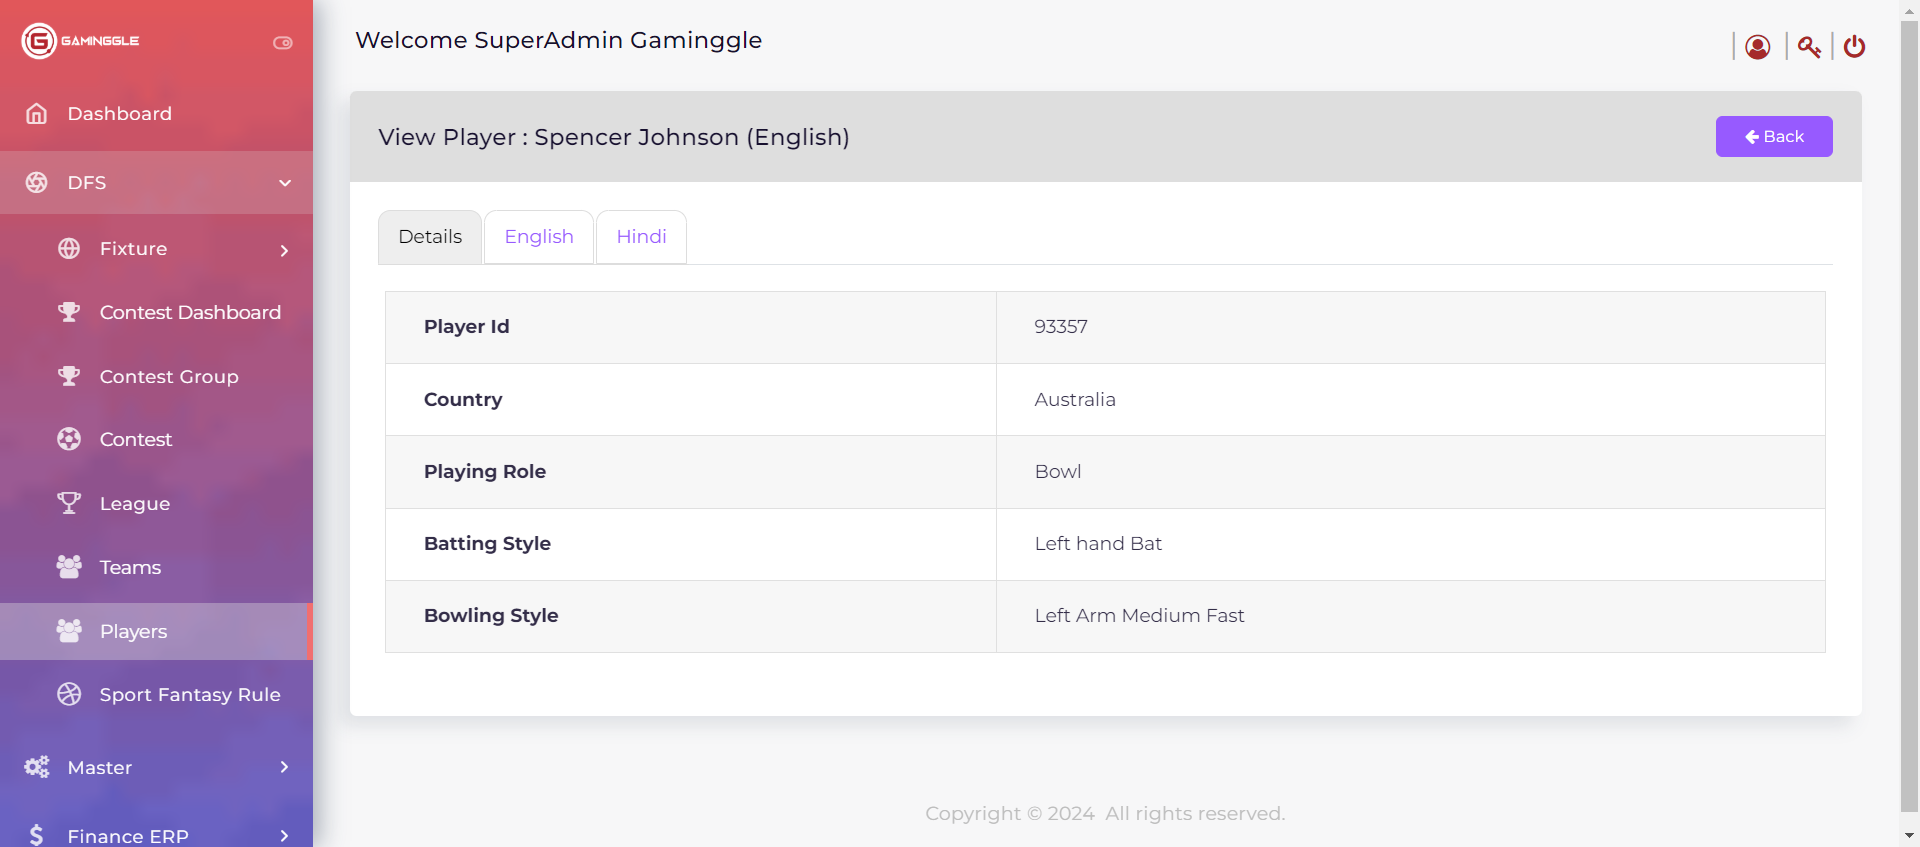 GAMINGGLE
Welcome SuperAdmin Gaminggle
Dashboard
DFS
Fixture
Contest Dashboard
Contest Group
Contest
League
Teams
Players
Sport Fantasy Rule
Master
Finance ERP
View Player : Spencer Johnson (English)
Back
Details English Hindi
Player Id 93357
Country Australia
Playing Role Bowl
Batting Style Left hand Bat
Bowling Style Left Arm Medium Fast
Copyright © 2024 All rights reserved.